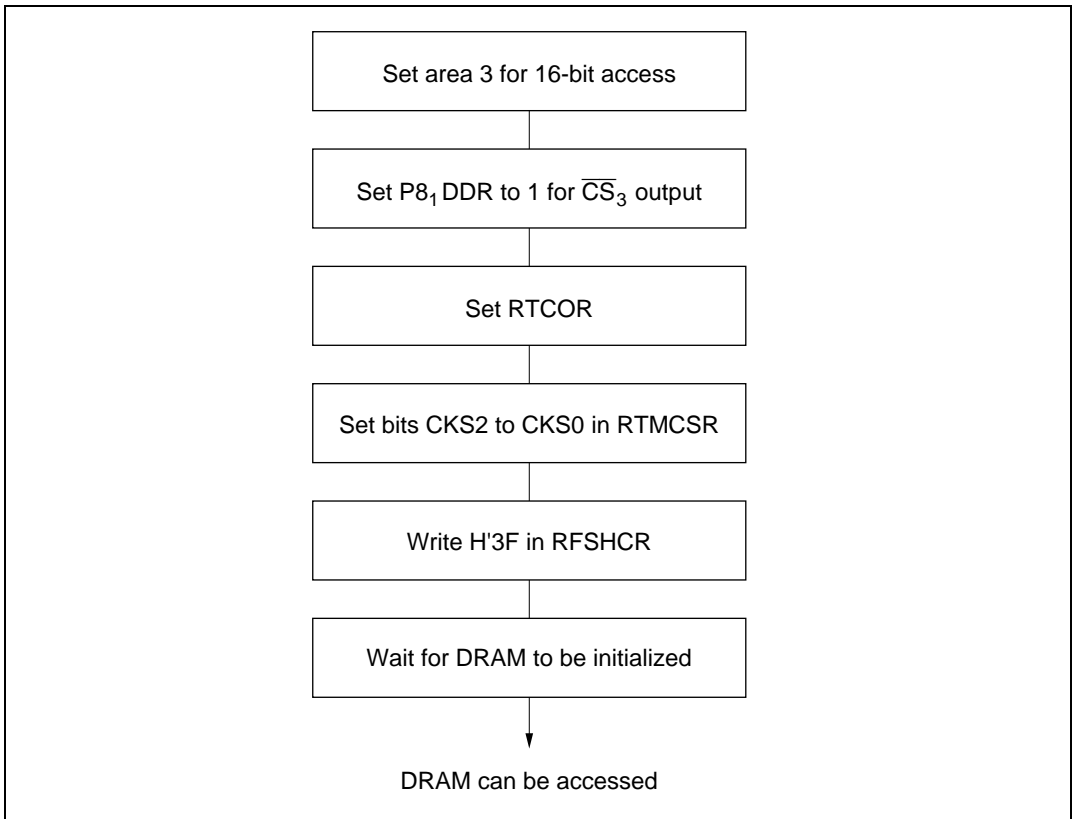 Set area 3 for 16-bit access
Set P8₁ DDR to 1 for C̅S̅₃ output
Set RTCOR
Set bits CKS2 to CKS0 in RTMCSR
Write H'3F in RFSHCR
Wait for DRAM to be initialized
DRAM can be accessed